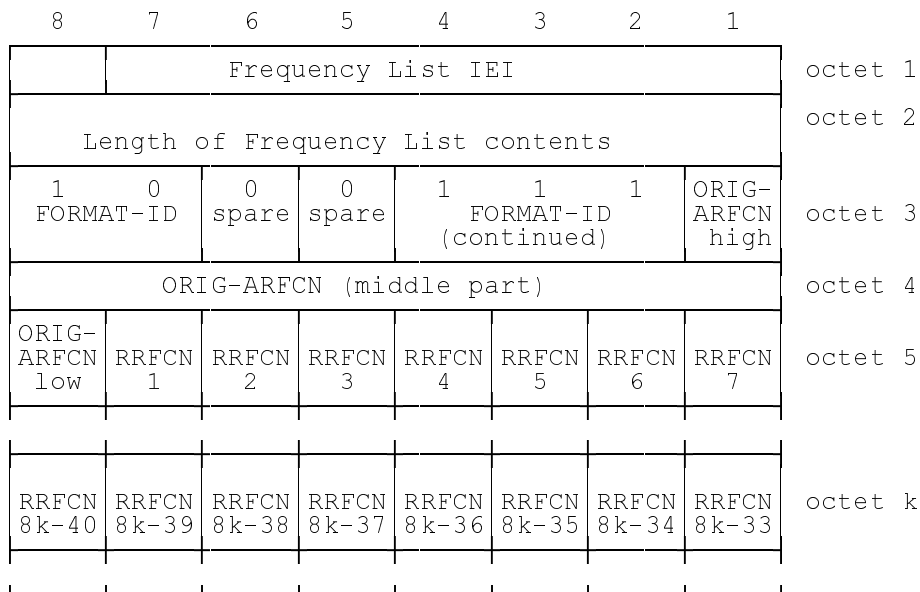 8 7 6 5 4 3 2 1
Frequency List IEI octet 1
octet 2
Length of Frequency List contents
1 0 0 0 1 1 1 ORIG-
FORMAT-ID spare spare FORMAT-ID ARFCN octet 3
(continued) high
ORIG-ARFCN (middle part) octet 4
ORIG-
ARFCN RRFCN RRFCN RRFCN RRFCN RRFCN RRFCN RRFCN octet 5
low 1 2 3 4 5 6 7
RRFCN RRFCN RRFCN RRFCN RRFCN RRFCN RRFCN RRFCN octet k
8k-40 8k-39 8k-38 8k-37 8k-36 8k-35 8k-34 8k-33